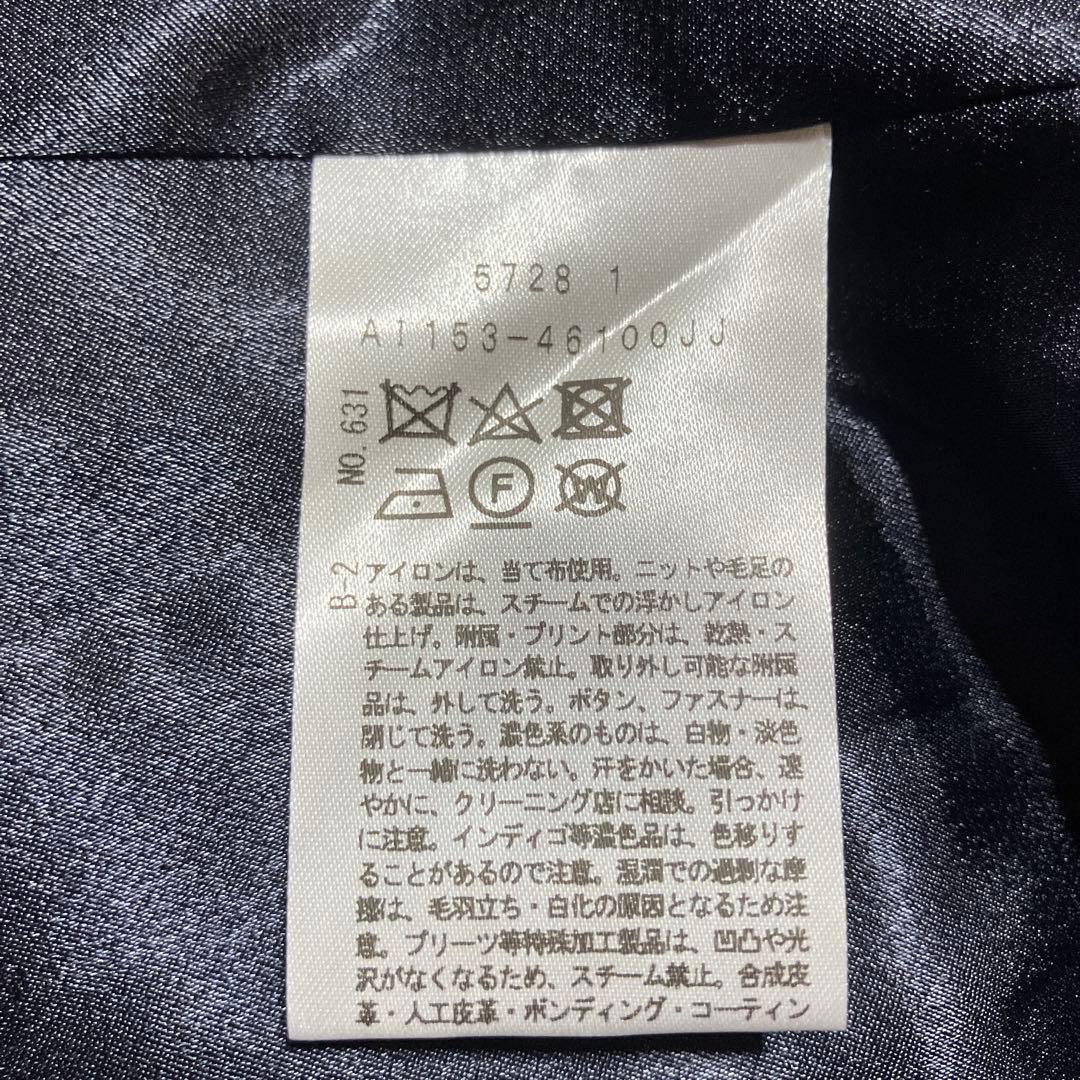 5728 1
AI153-46100JJ
NO.631
F
W
B-2
アイロンは、当て布使用。ニットや毛足の
ある製品は、スチームでの浮かしアイロン
仕上げ。附属・プリント部分は、乾熱・ス
チームアイロン禁止。取り外し可能な附属
品は、外して洗う。ボタン、ファスナーは、
閉じて洗う。濃色系のものは、白物・淡色
物と一緒に洗わない。汗をかいた場合、速
やかに、クリーニング店に相談。引っかけ
に注意。インディゴ等濃色品は、色移りす
ることがあるので注意。湿潤での過剰な摩
擦は、毛羽立ち・白化の原因となるため注
意。プリーツ等特殊加工製品は、凹凸や光
沢がなくなるため、スチーム禁止。合成皮
革・人工皮革・ボンディング・コーティン